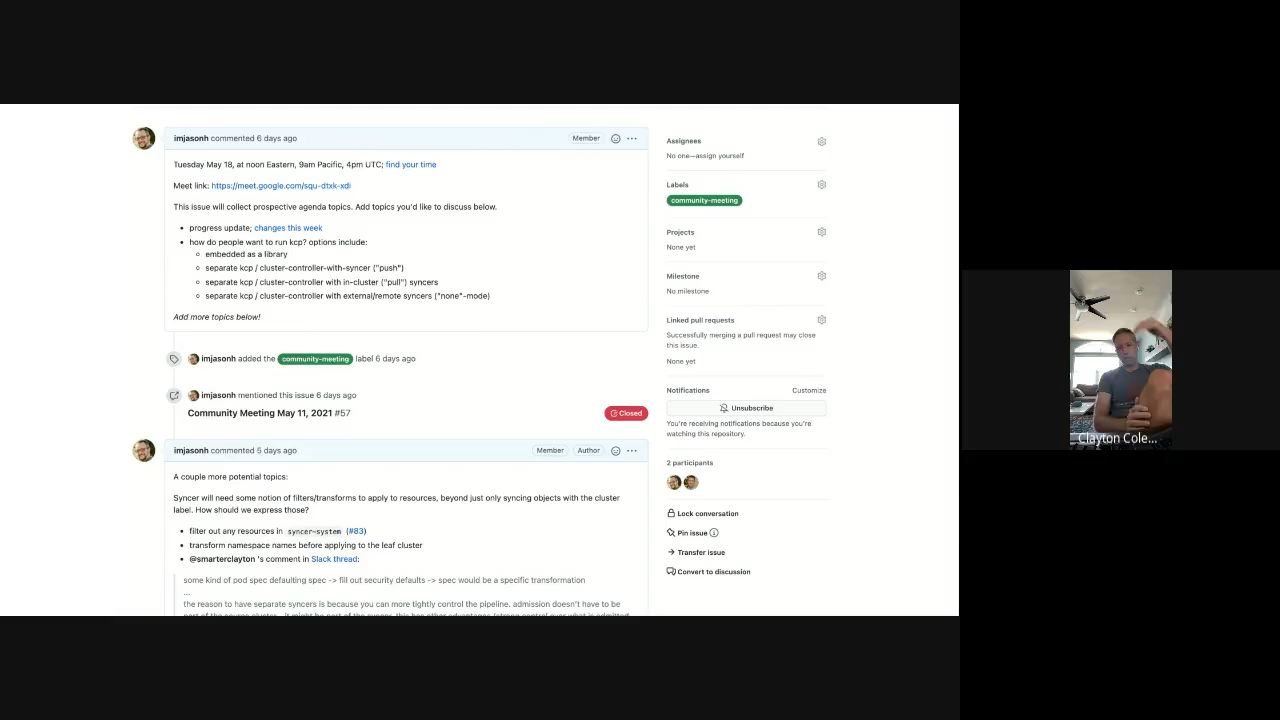 imjasonh commented 6 days ago
Member
Tuesday May 18, at noon Eastern, 9am Pacific, 4pm UTC; find your time
Meet link: https://meet.google.com/squ-dtxk-xdi
This issue will collect prospective agenda topics. Add topics you'd like to discuss below.
• progress update; changes this week
• how do people want to run kcp? options include:
embedded as a library
separate kcp / cluster-controller-with-syncer ("push")
separate kcp / cluster-controller with in-cluster ("pull") syncers
separate kcp / cluster-controller with external/remote syncers ("none"-mode)
Add more topics below!
imjasonh added the community-meeting label 6 days ago
imjasonh mentioned this issue 6 days ago
Community Meeting May 11, 2021 #57
Closed
imjasonh commented 5 days ago
Member
Author
A couple more potential topics:
Syncer will need some notion of filters/transforms to apply to resources, beyond just only syncing objects with the cluster
label. How should we express those?
• filter out any resources in syncer-system (#83)
• transform namespace names before applying to the leaf cluster
• @smarterclayton 's comment in Slack thread:
some kind of pod spec defaulting spec -> fill out security defaults -> spec would be a specific transformation
...
the reason to have separate syncers is because you can more tightly control the pipeline. admission doesn't have to be
Assignees
No one—assign yourself
Labels
community-meeting
Projects
None yet
Milestone
No milestone
Linked pull requests
Successfully merging a pull request may close
this issue.
None yet
Notifications
Customize
Unsubscribe
You're receiving notifications because you're
watching this repository.
2 participants
Lock conversation
Pin issue
Transfer issue
Convert to discussion
Clayton Cole...